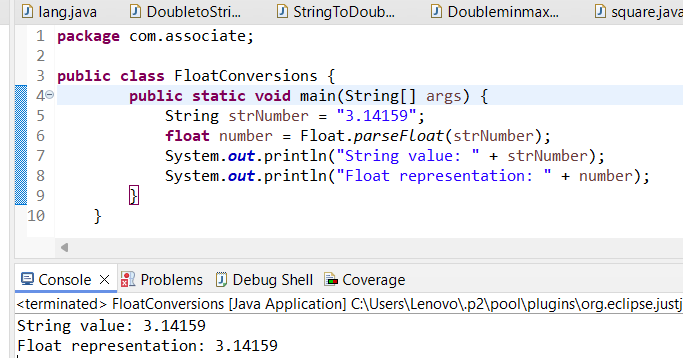 lang.java DoubletoStri... StringToDoub... Doubleminmax... square.java
1 package com.associate;
2
3 public class FloatConversions {
4 public static void main(String[] args) {
5 String strNumber = "3.14159";
6 float number = Float.parseFloat(strNumber);
7 System.out.println("String value: " + strNumber);
8 System.out.println("Float representation: " + number);
9 }
10 }
Console Problems Debug Shell Coverage
<terminated> FloatConversions [Java Application] C:\Users\Lenovo\.p2\pool\plugins\org.eclipse.justj
String value: 3.14159
Float representation: 3.14159